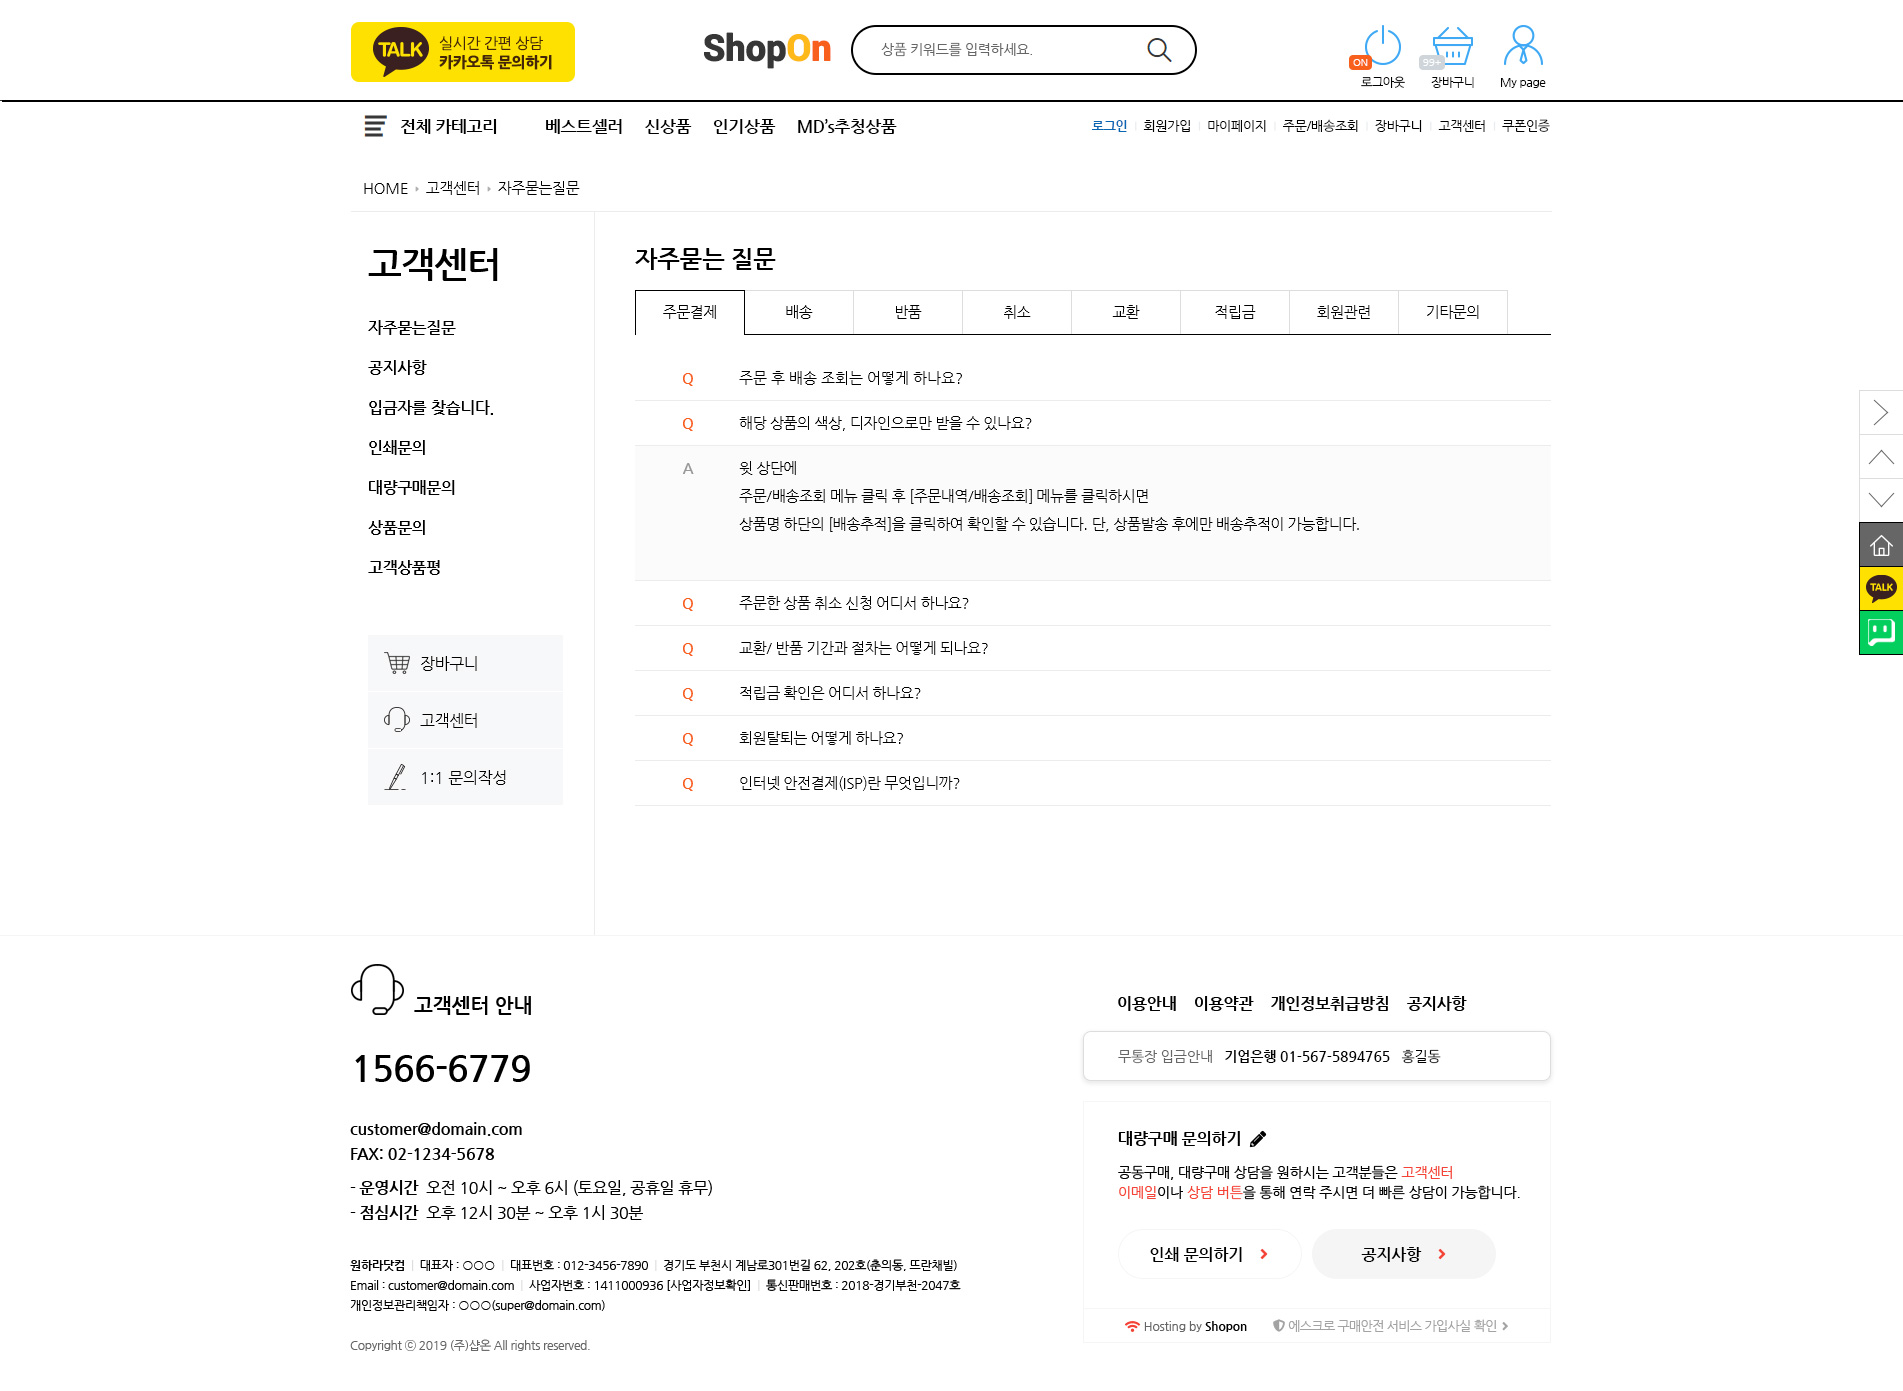 TALK 실시간 간편 상담
카카오톡 문의하기
ShopOn
상품 키워드를 입력하세요.
ON 로그아웃
99+ 장바구니
My page
전체 카테고리 베스트셀러 신상품 인기상품 MD's추청상품
로그인 회원가입 마이페이지 주문/배송조회 장바구니 고객센터 쿠폰인증
HOME 고객센터 자주묻는질문
고객센터
자주묻는질문
공지사항
입금자를 찾습니다.
인쇄문의
대량구매문의
상품문의
고객상품평
장바구니
고객센터
1:1 문의작성
자주묻는 질문
주문결제 배송 반품 취소 교환 적립금 회원관련 기타문의
Q 주문 후 배송 조회는 어떻게 하나요?
Q 해당 상품의 색상, 디자인으로만 받을 수 있나요?
A 윗 상단에
주문/배송조회 메뉴 클릭 후 [주문내역/배송조회] 메뉴를 클릭하시면
상품명 하단의 [배송추적]을 클릭하여 확인할 수 있습니다. 단, 상품발송 후에만 배송추적이 가능합니다.
Q 주문한 상품 취소 신청 어디서 하나요?
Q 교환/ 반품 기간과 절차는 어떻게 되나요?
Q 적립금 확인은 어디서 하나요?
Q 회원탈퇴는 어떻게 하나요?
Q 인터넷 안전결제(ISP)란 무엇입니까?
TALK
고객센터 안내
1566-6779
customer@domain.com
FAX: 02-1234-5678
- 운영시간 오전 10시 ~ 오후 6시 (토요일, 공휴일 휴무)
- 점심시간 오후 12시 30분 ~ 오후 1시 30분
원하라닷컴 | 대표자 : ○○○ | 대표번호 : 012-3456-7890 | 경기도 부천시 계남로301번길 62, 202호(춘의동, 뜨란채빌)
Email : customer@domain.com | 사업자번호 : 1411000936 [사업자정보확인] | 통신판매번호 : 2018-경기부천-2047호
개인정보관리책임자 : ○○○(super@domain.com)
Copyright ⓒ 2019 (주)샵온 All rights reserved.
이용안내 이용약관 개인정보취급방침 공지사항
무통장 입금안내 기업은행 01-567-5894765 홍길동
대량구매 문의하기
공동구매, 대량구매 상담을 원하시는 고객분들은 고객센터
이메일이나 상담 버튼을 통해 연락 주시면 더 빠른 상담이 가능합니다.
인쇄 문의하기
공지사항
Hosting by Shopon
에스크로 구매안전 서비스 가입사실 확인